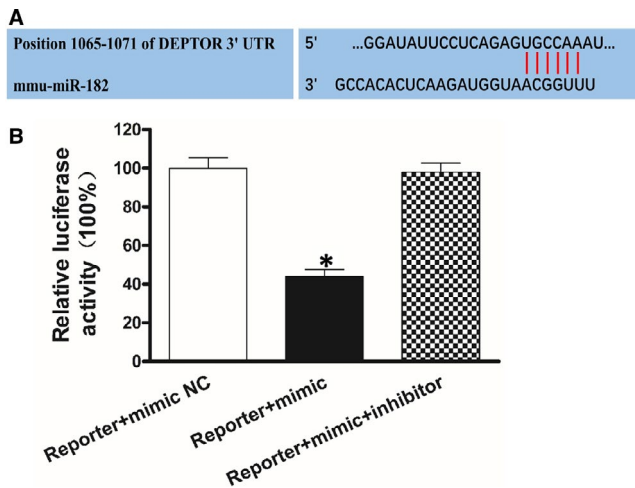 A
Position 1065-1071 of DEPTOR 3' UTR 5' ...GGAUAUUCCUCAGAGUGCCAAAU...
mmu-miR-182 3' GCCACACUCAAGAUGGUAACGGUUU
B
Relative luciferase
activity (100%)
120
100
80
60
40
20
0
*
Reporter+mimic NC
Reporter+mimic
Reporter+mimic+inhibitor